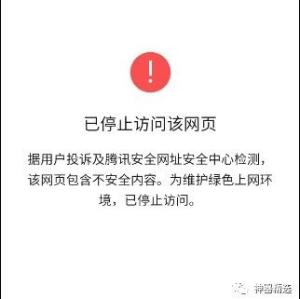 !
已停止访问该网页
据用户投诉及腾讯安全网址安全中心检测，
该网页包含不安全内容。为维护绿色上网环
境，已停止访问。
神器精选